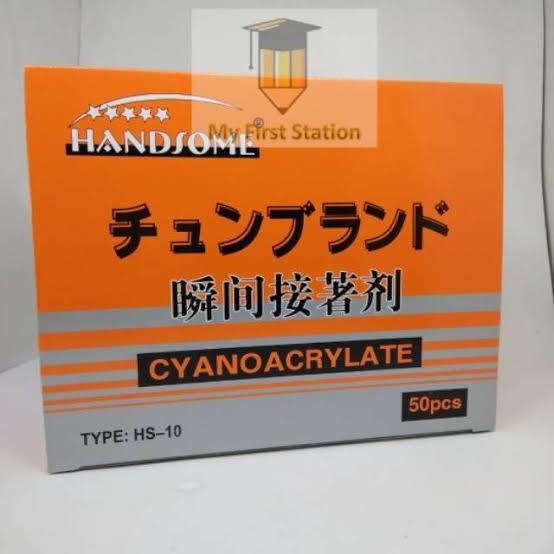 My First Station
HANDSOME®
チュンブランド
瞬间接著剂
CYANOACRYLATE
50pcs
TYPE: HS–10